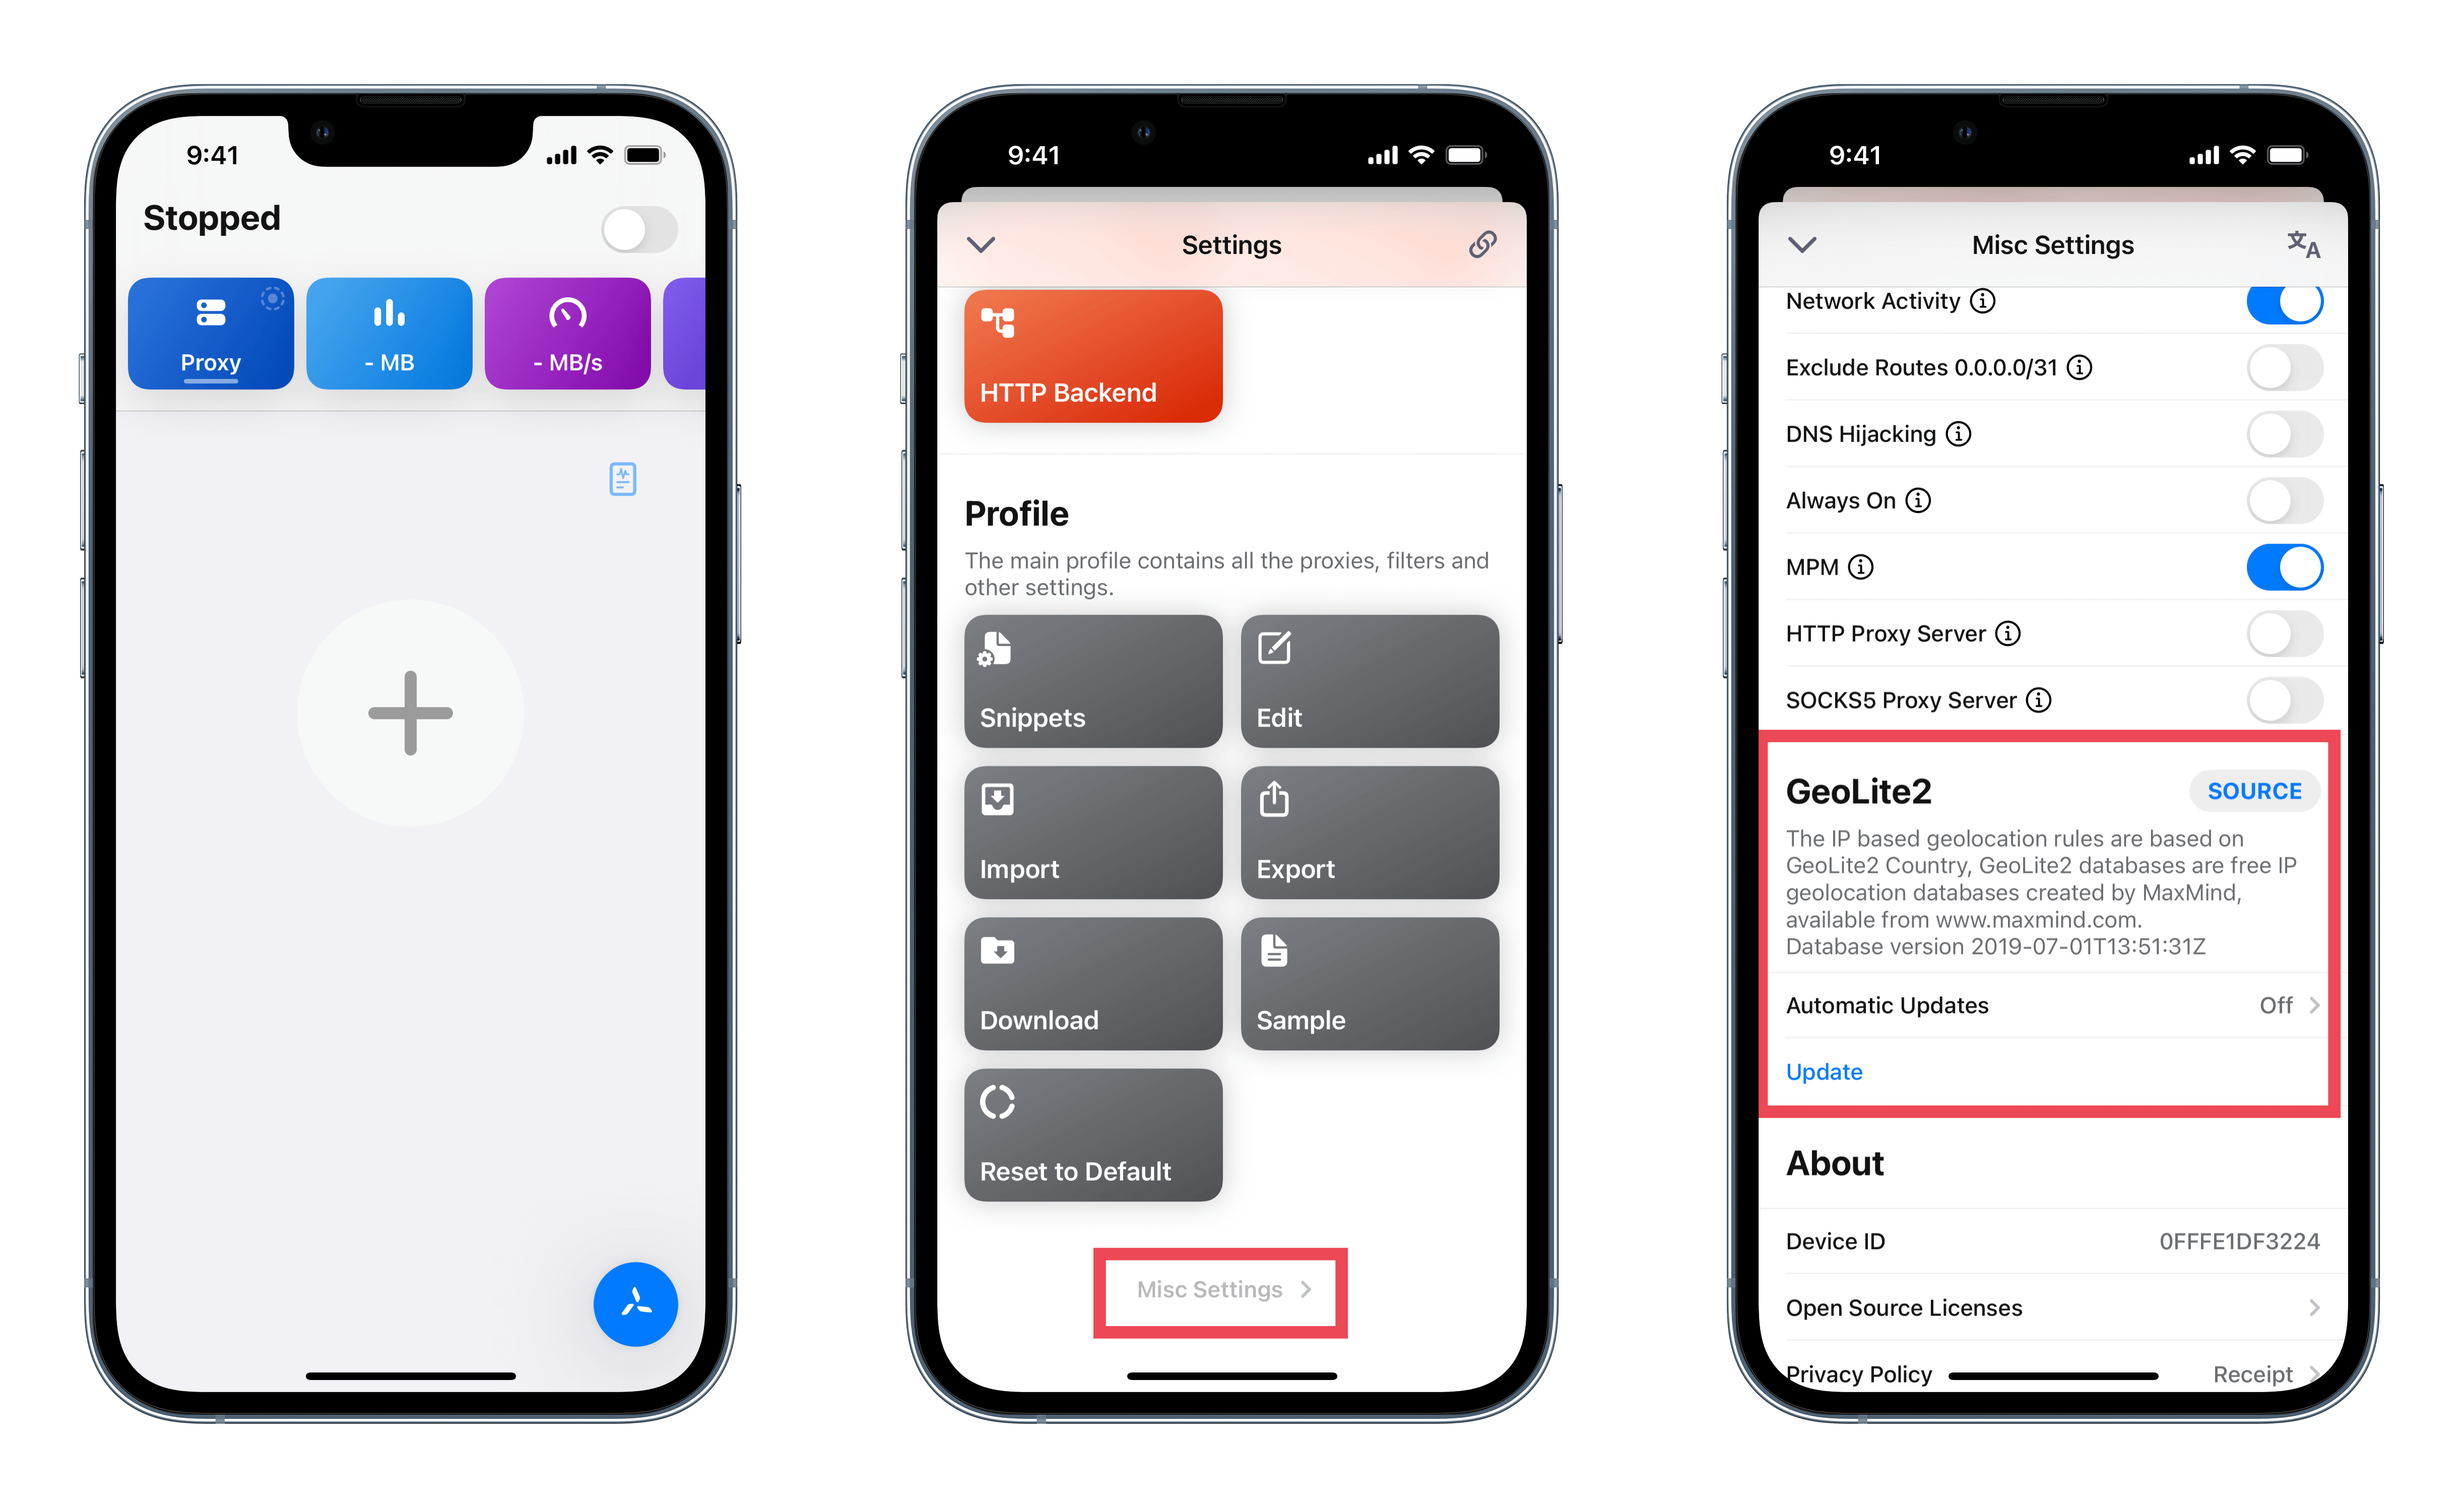 9:41
Stopped
Proxy
- MB
- MB/s
9:41
Settings
HTTP Backend
Profile
The main profile contains all the proxies, filters and
other settings.
Snippets
Edit
Import
Export
Download
Sample
Reset to Default
Misc Settings
9:41
Misc Settings
文A
Network Activity
Exclude Routes 0.0.0.0/31
DNS Hijacking
Always On
MPM
HTTP Proxy Server
SOCKS5 Proxy Server
GeoLite2
SOURCE
The IP based geolocation rules are based on
GeoLite2 Country, GeoLite2 databases are free IP
geolocation databases created by MaxMind,
available from www.maxmind.com.
Database version 2019-07-01T13:51:31Z
Automatic Updates Off
Update
About
Device ID 0FFFE1DF3224
Open Source Licenses
Privacy Policy Receipt